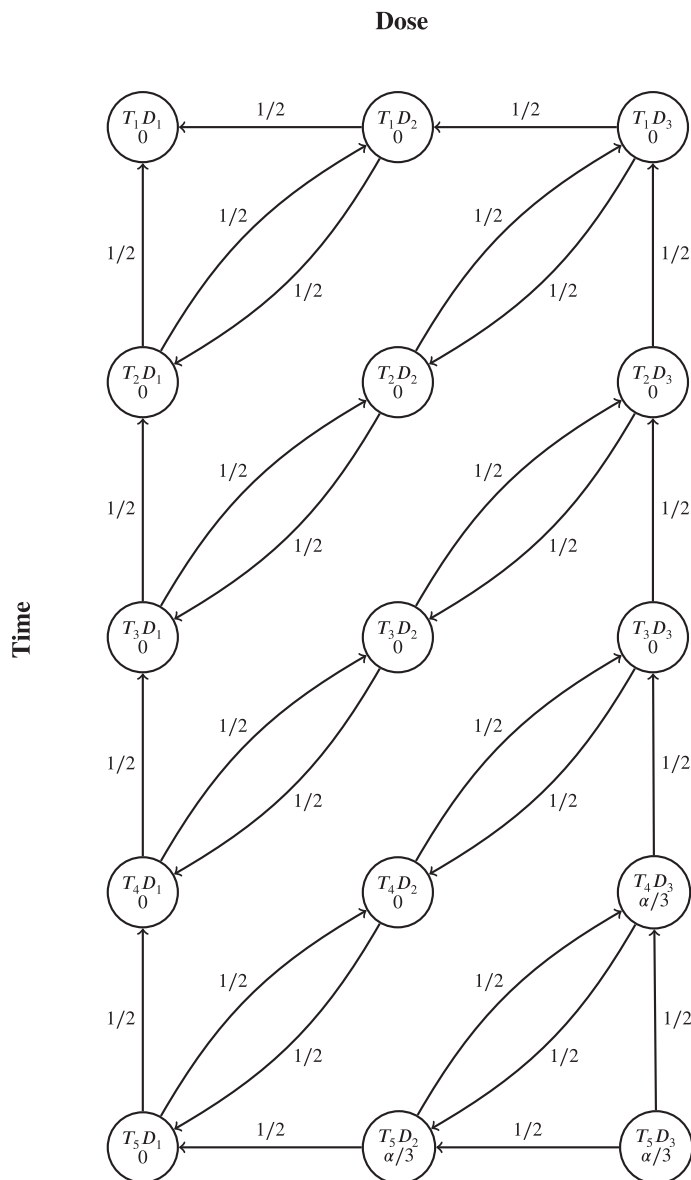 Dose
1/2 1/2
T₁D₁ T₁D₂ T₁D₃
0 0 0
1/2 1/2
1/2 1/2
1/2 1/2
T₂D₁ T₂D₂ T₂D₃
0 0 0
1/2 1/2
1/2 1/2
1/2 1/2
Time
T₃D₁ T₃D₂ T₃D₃
0 0 0
1/2 1/2
1/2 1/2
1/2 1/2
T₄D₁ T₄D₂ T₄D₃
0 0 α/3
1/2 1/2
1/2 1/2
1/2 1/2
1/2 1/2
T₅D₁ T₅D₂ T₅D₃
0 α/3 α/3